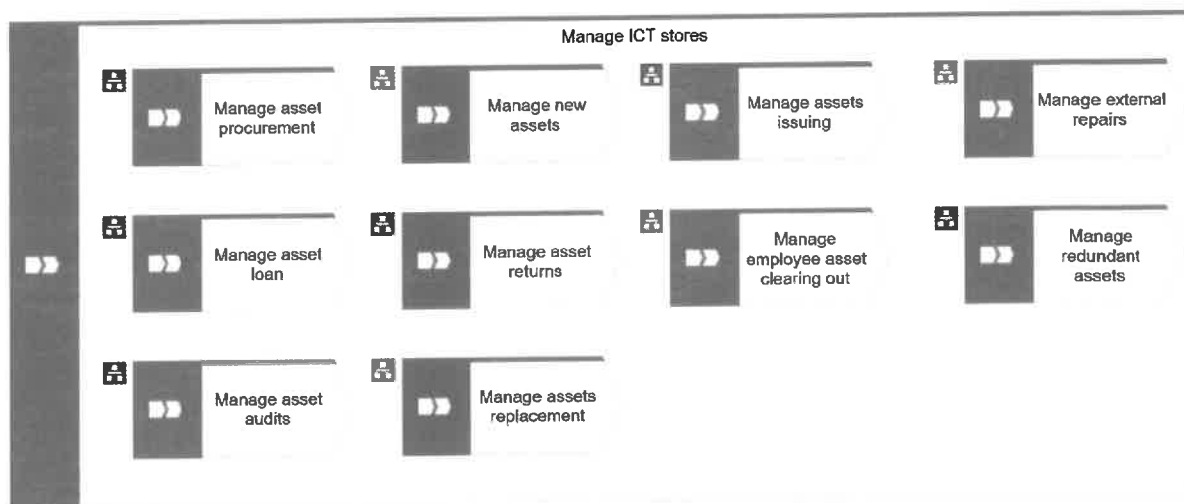 Manage ICT stores
Manage asset
procurement
Manage new
assets
Manage assets
issuing
Manage external
repairs
Manage asset
loan
Manage asset
returns
Manage
employee asset
clearing out
Manage
redundant
assets
Manage asset
audits
Manage assets
replacement